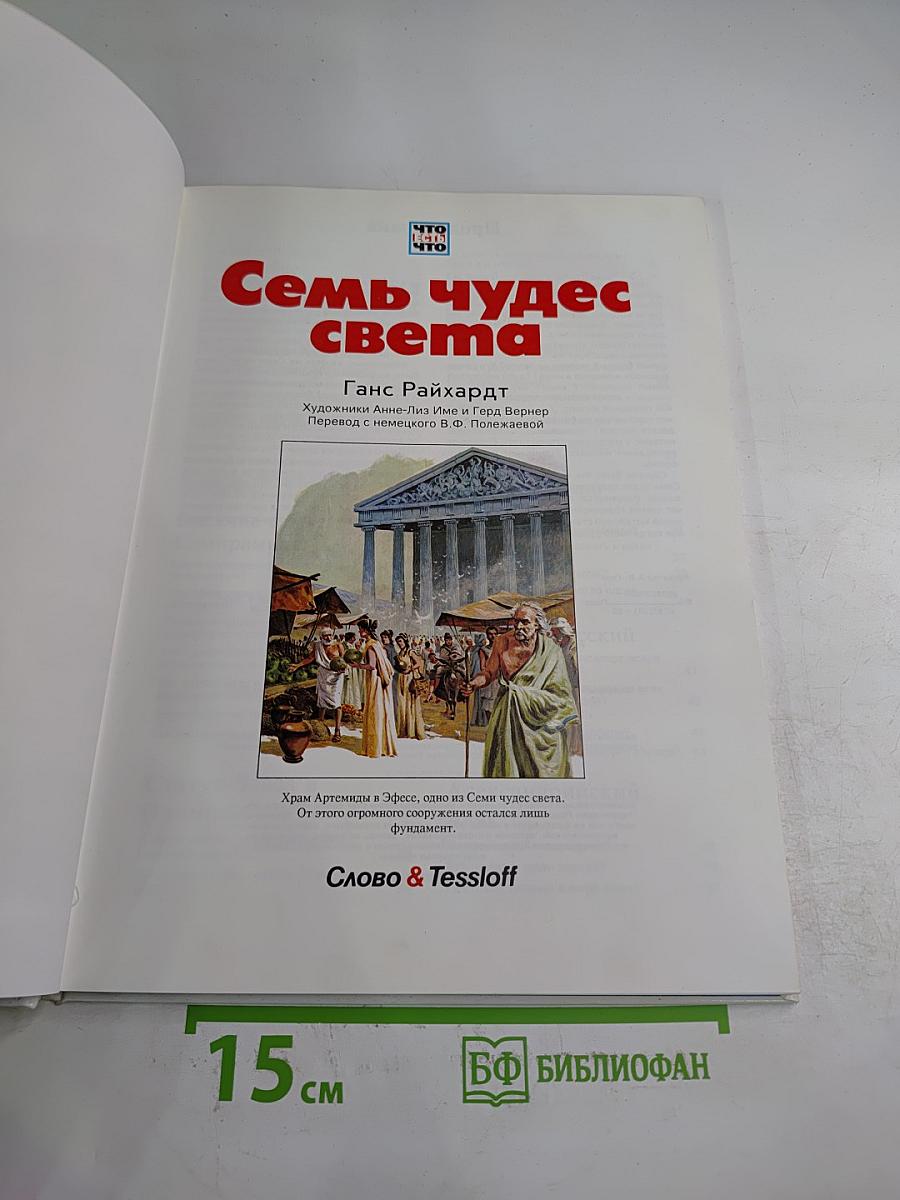 ЧТО
ЕСТЬ
ЧТО
Семь чудес
света
Ганс Райхардт
Художники Анне-Лиз Име и Герд Вернер
Перевод с немецкого В.Ф. Полежаевой
Храм Артемиды в Эфесе, одно из Семи чудес света.
От этого огромного сооружения остался лишь
фундамент.
Слово & Tessloff
15 см
БФ БИБЛИОФАН